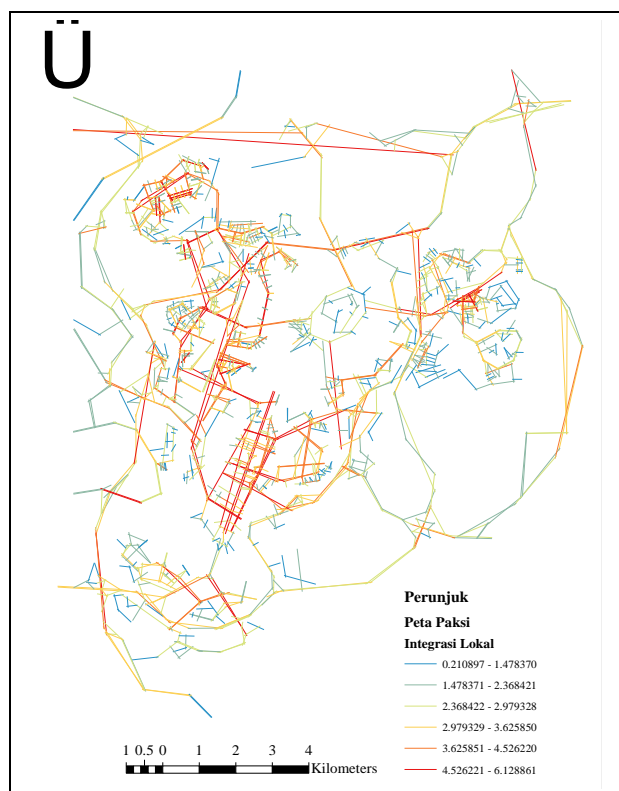 Ü
Perunjuk
Peta Paksi
Integrasi Lokal
0.210897 - 1.478370
1.478371 - 2.368421
2.368422 - 2.979328
2.979329 - 3.625850
3.625851 - 4.526220
4.526221 - 6.128861
1 0.5 0 1 2 3 4
Kilometers